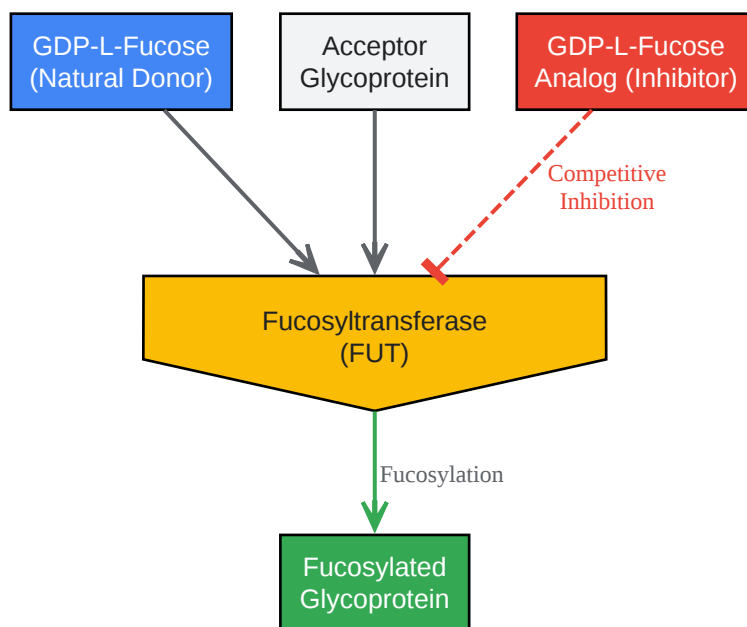 GDP-L-Fucose
(Natural Donor)
Acceptor
Glycoprotein
GDP-L-Fucose
Analog (Inhibitor)
Competitive
Inhibition
Fucosyltransferase
(FUT)
Fucosylation
Fucosylated
Glycoprotein